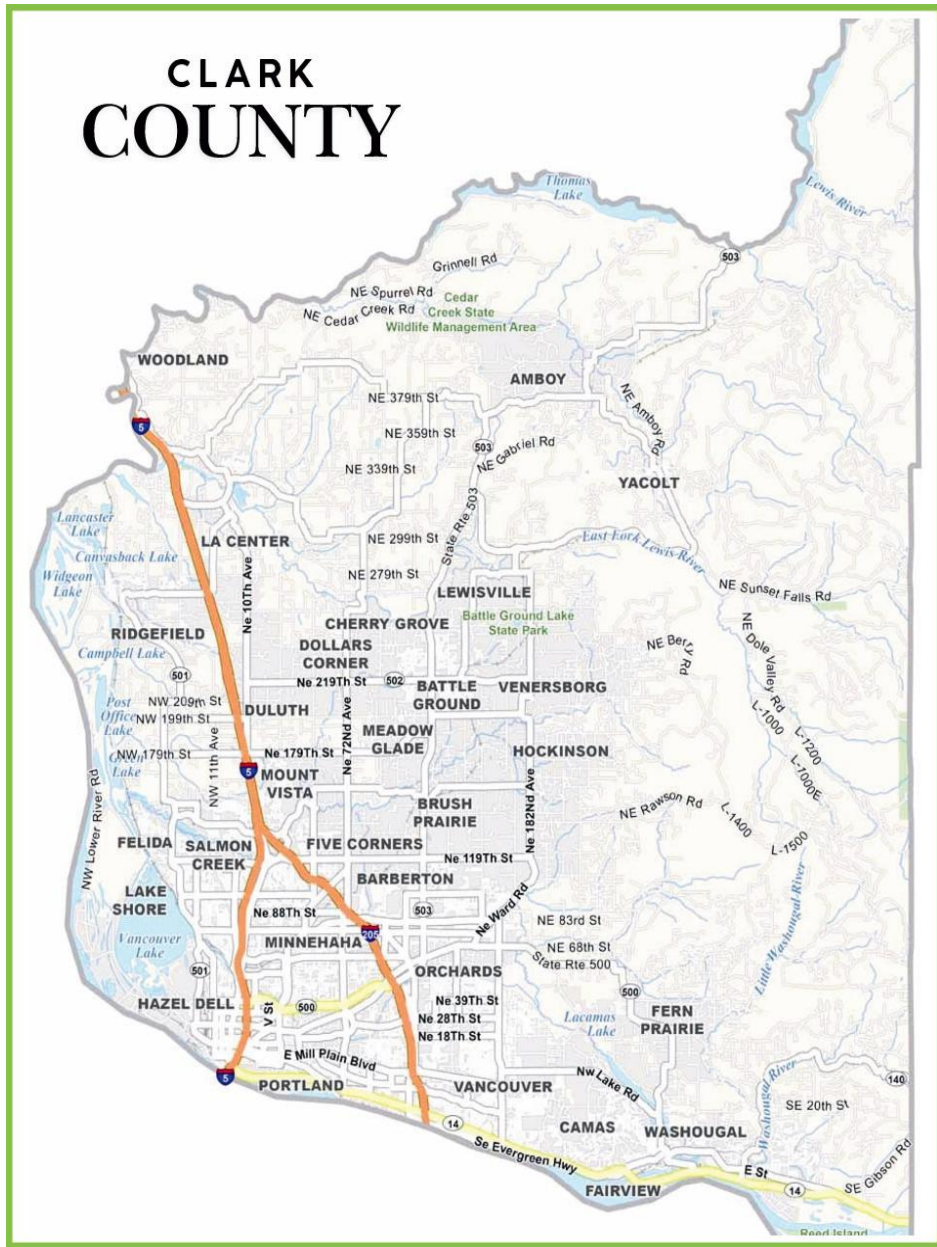 CLARK
COUNTY
Thomas
Lake
Lewis River
503
Grinnell Rd
NE Spurrel Rd
Cedar
Creek State
Wildlife Management Area
NE Cedar Creek Rd
WOODLAND
AMBOY
NE Amboy Rd
NE 379th St
5
NE 359th St
503
NE Gabriel Rd
NE 339th St
YACOLT
State Rte 503
Lancaster
Lake
LA CENTER
NE 299th St
East Fork Lewis River
Canvasback Lake
Widgeon
Lake
Ne 10Th Ave
NE 279th St
LEWISVILLE
NE Sunset Falls Rd
Battle Ground Lake
State Park
CHERRY GROVE
RIDGEFIELD
DOLLARS
CORNER
NE Berry Rd
NE Dole Valley Rd
Campbell Lake
501
Ne 219Th St
502
BATTLE
GROUND
VENERSBORG
Post
Office
Lake
NW 209th St
NW 199th St
DULUTH
L-1000
L-1200
MEADOW
GLADE
Ne 72Nd Ave
NW 179th St
Green
Lake
NW 11th Ave
Ne 179Th St
HOCKINSON
5
MOUNT
VISTA
L-1000E
NW Lower River Rd
BRUSH
PRAIRIE
Ne 182Nd Ave
NE Rawson Rd
L-1400
L-1500
FELIDA
SALMON
CREEK
FIVE CORNERS
Ne 119Th St
BARBERTON
LAKE
SHORE
Ne 88Th St
503
Ne Ward Rd
NE 83rd St
Little Washougal River
Vancouver
Lake
MINNEHAHA
205
NE 68th St
State Rte 500
501
ORCHARDS
500
HAZEL DELL
V St
500
Ne 39Th St
Ne 28Th St
Ne 18Th St
Lacamas
Lake
FERN
PRAIRIE
E Mill Plain Blvd
5
PORTLAND
VANCOUVER
Nw Lake Rd
Washougal River
140
SE 20th St
14
CAMAS
WASHOUGAL
Se Evergreen Hwy
E St
SE Gibson Rd
FAIRVIEW
14
Reed Island